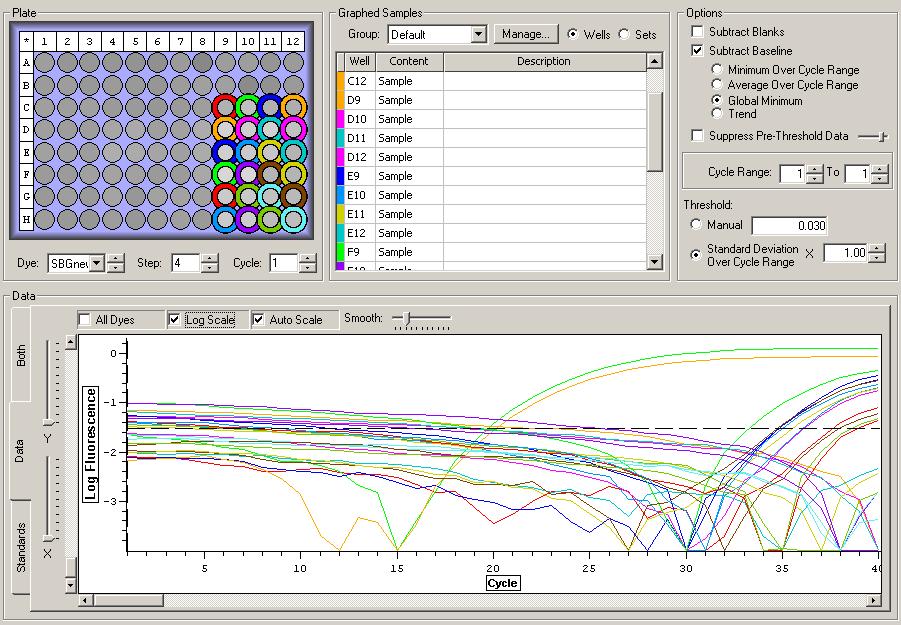 Plate
* 1 2 3 4 5 6 7 8 9 10 11 12
A
B
C
D
E
F
G
H
Dye: SBGnew Step: 4 Cycle: 1
Graphed Samples
Group: Default Manage... Wells Sets
Well Content Description
C12 Sample
D9 Sample
D10 Sample
D11 Sample
D12 Sample
E9 Sample
E10 Sample
E11 Sample
E12 Sample
F9 Sample
Options
Subtract Blanks
Subtract Baseline
Minimum Over Cycle Range
Average Over Cycle Range
Global Minimum
Trend
Suppress Pre-Threshold Data
Cycle Range: 1 To 1
Threshold:
Manual 0.030
Standard Deviation
Over Cycle Range X 1.00
Data
All Dyes Log Scale Auto Scale Smooth:
Both
Data
Standards
Y
X
Log Fluorescence
0
-1
-2
-3
5 10 15 20 25 30 35 40
Cycle